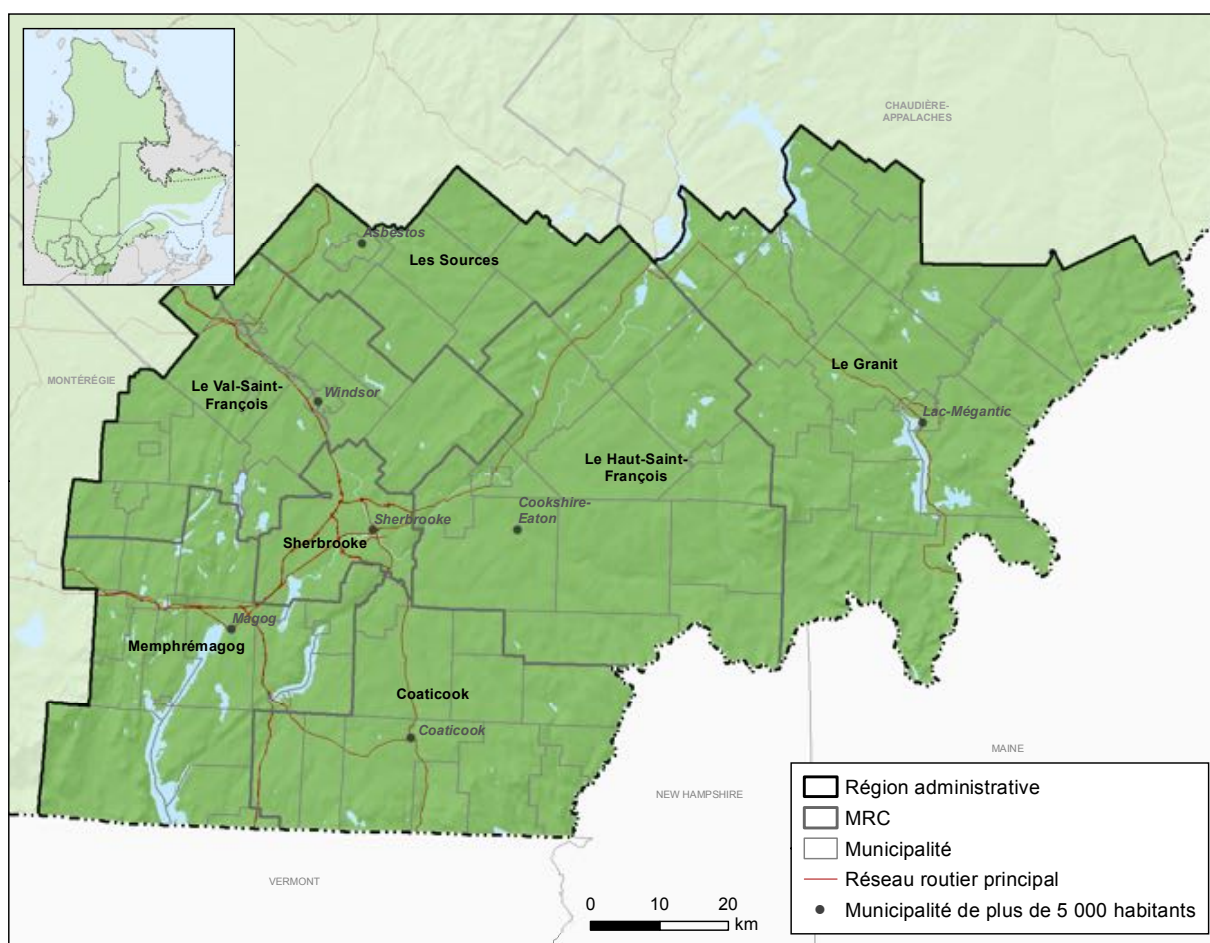 CHAUDIÈRE-
APPALACHES
Asbestos
Les Sources
MONTÉRÉGIE
Le Val-Saint-
François
Windsor
Le Granit
Lac-Mégantic
Le Haut-Saint-
François
Cookshire-
Eaton
Sherbrooke
Sherbrooke
Magog
Memphrémagog
Coaticook
Coaticook
MAINE
NEW HAMPSHIRE
VERMONT
0 10 20
km
Région administrative
MRC
Municipalité
Réseau routier principal
Municipalité de plus de 5 000 habitants